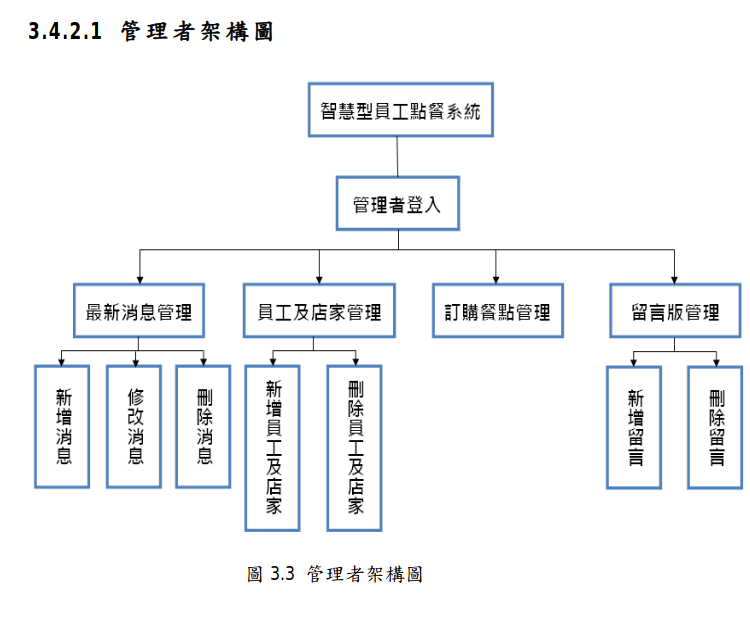 3.4.2.1 管理者架構圖
智慧型員工點餐系統
管理者登入
最新消息管理
員工及店家管理
訂購餐點管理
留言版管理
新增消息
修改消息
刪除消息
新增員工及店家
刪除員工及店家
新增留言
刪除留言
圖 3.3 管理者架構圖